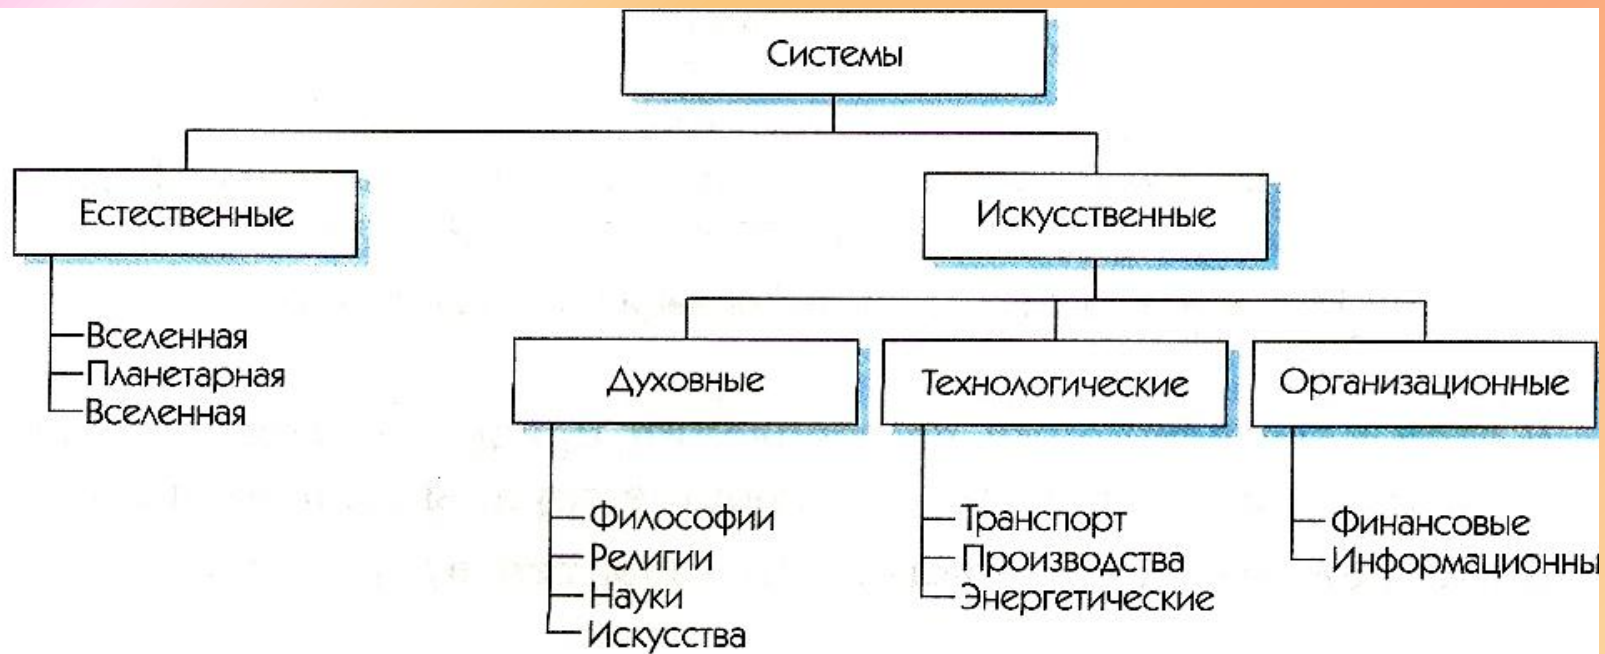 Системы
Естественные
Искусственные
Вселенная
Планетарная
Вселенная
Духовные
Технологические
Организационные
Философии
Религии
Науки
Искусства
Транспорт
Производства
Энергетические
Финансовые
Информационны